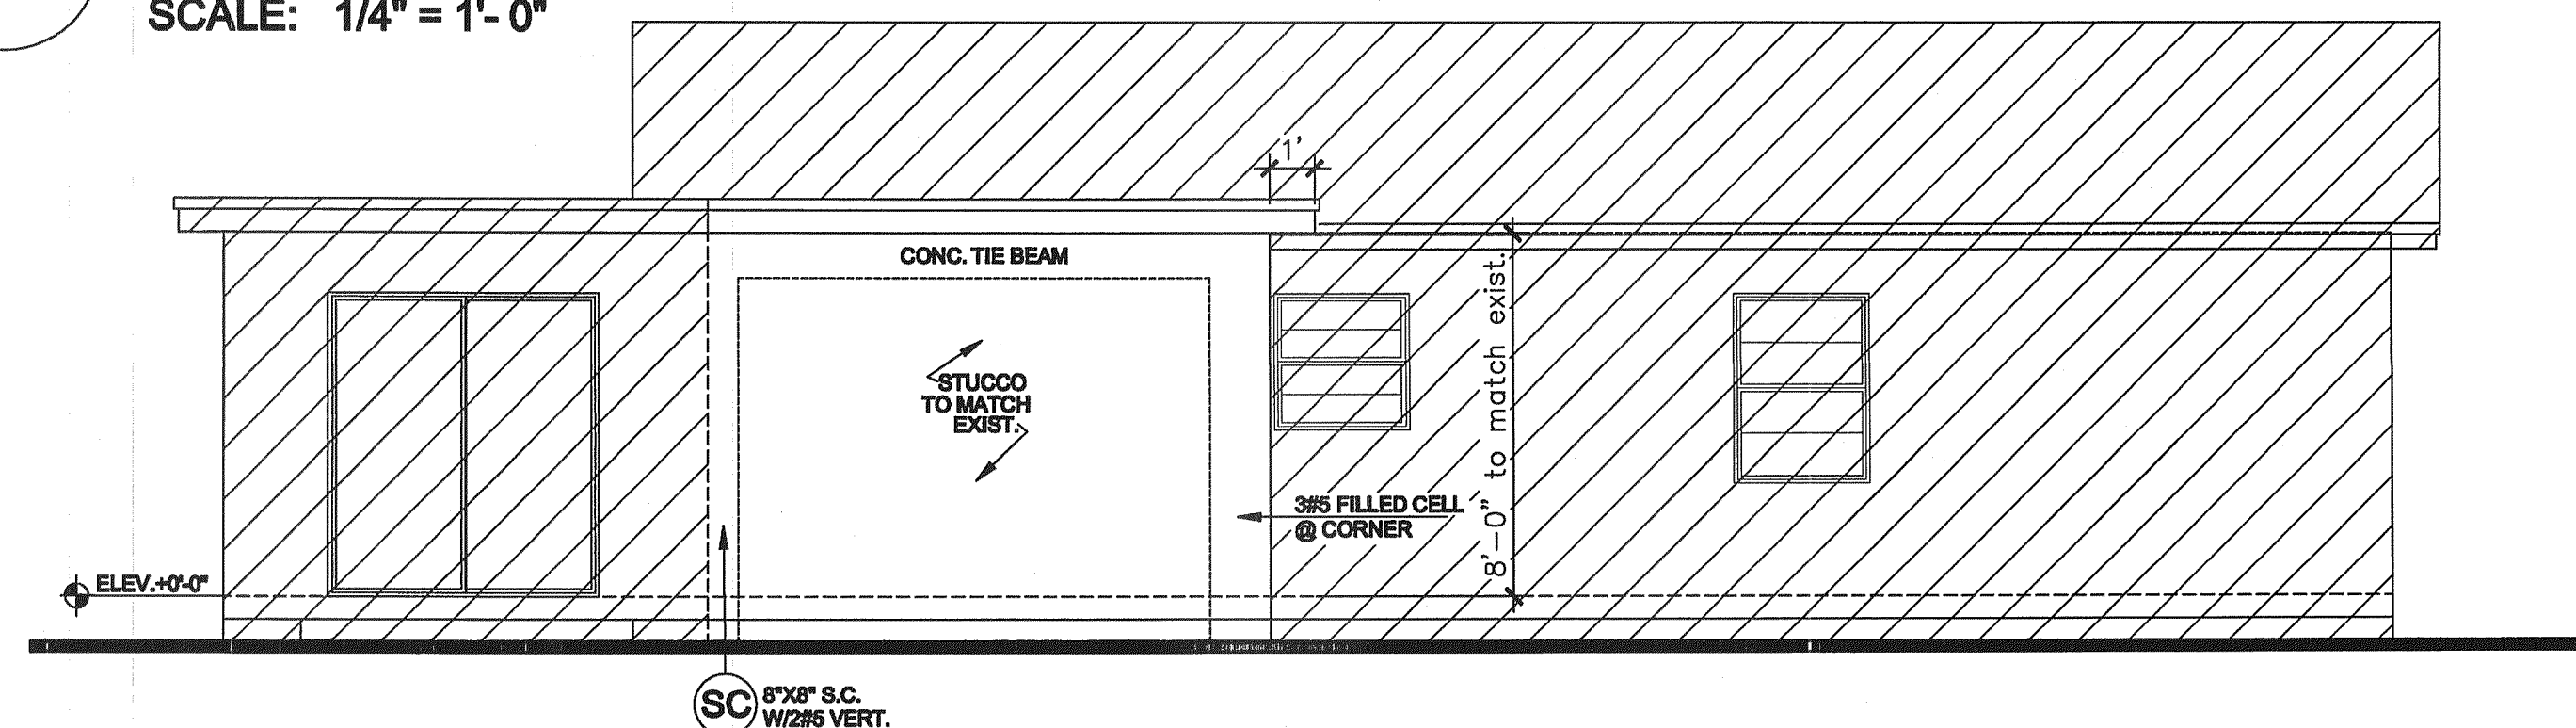 SCALE: 1/4" = 1'- 0"
1'
CONC. TIE BEAM
STUCCO
TO MATCH
EXIST.
8'-0" to match exist.
3#5 FILLED CELL
@ CORNER
ELEV.+0'-0"
SC
8"X8" S.C.
W/2#5 VERT.